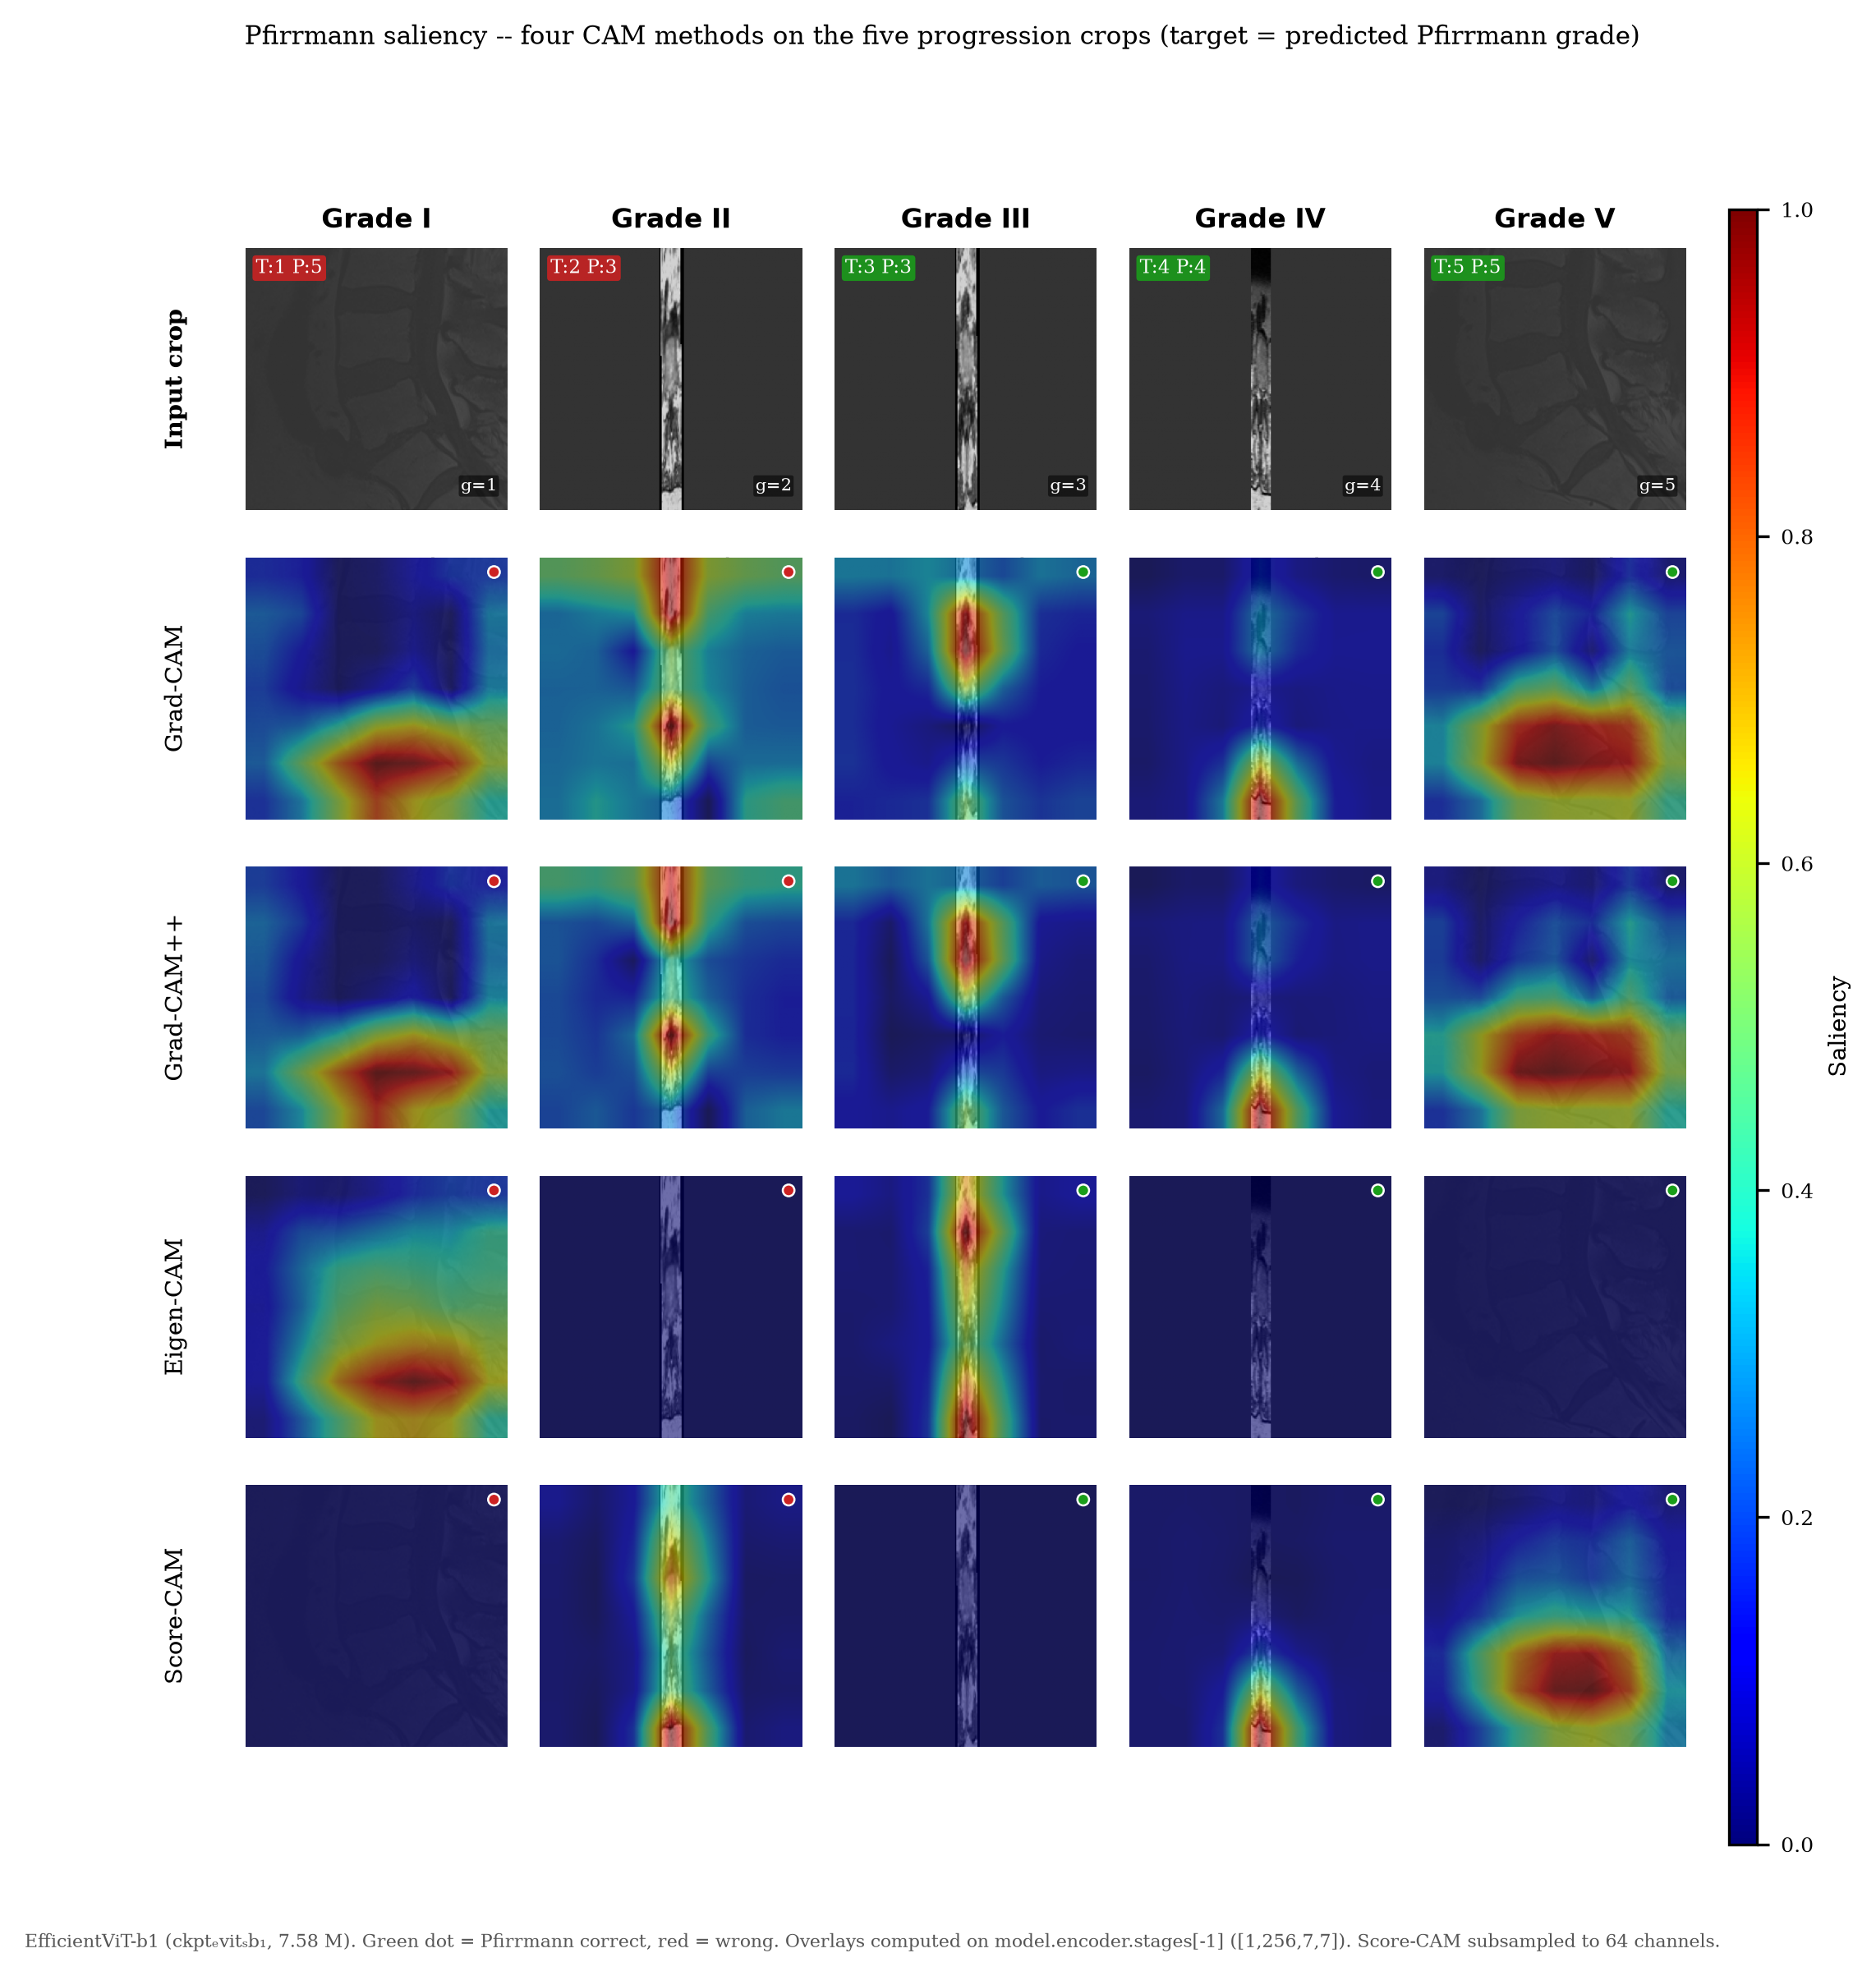 Pfirrmann saliency -- four CAM methods on the five progression crops (target = predicted Pfirrmann grade)
Grade I Grade II Grade III Grade IV Grade V
1.0
T:1 P:5 T:2 P:3 T:3 P:3 T:4 P:4 T:5 P:5
Input crop
g=1 g=2 g=3 g=4 g=5
0.8
Grad-CAM
0.6
Grad-CAM++
Saliency
0.4
Eigen-CAM
0.2
Score-CAM
0.0
EfficientViT-b1 (ckptₑvitₛb₁, 7.58 M). Green dot = Pfirrmann correct, red = wrong. Overlays computed on model.encoder.stages[-1] ([1,256,7,7]). Score-CAM subsampled to 64 channels.